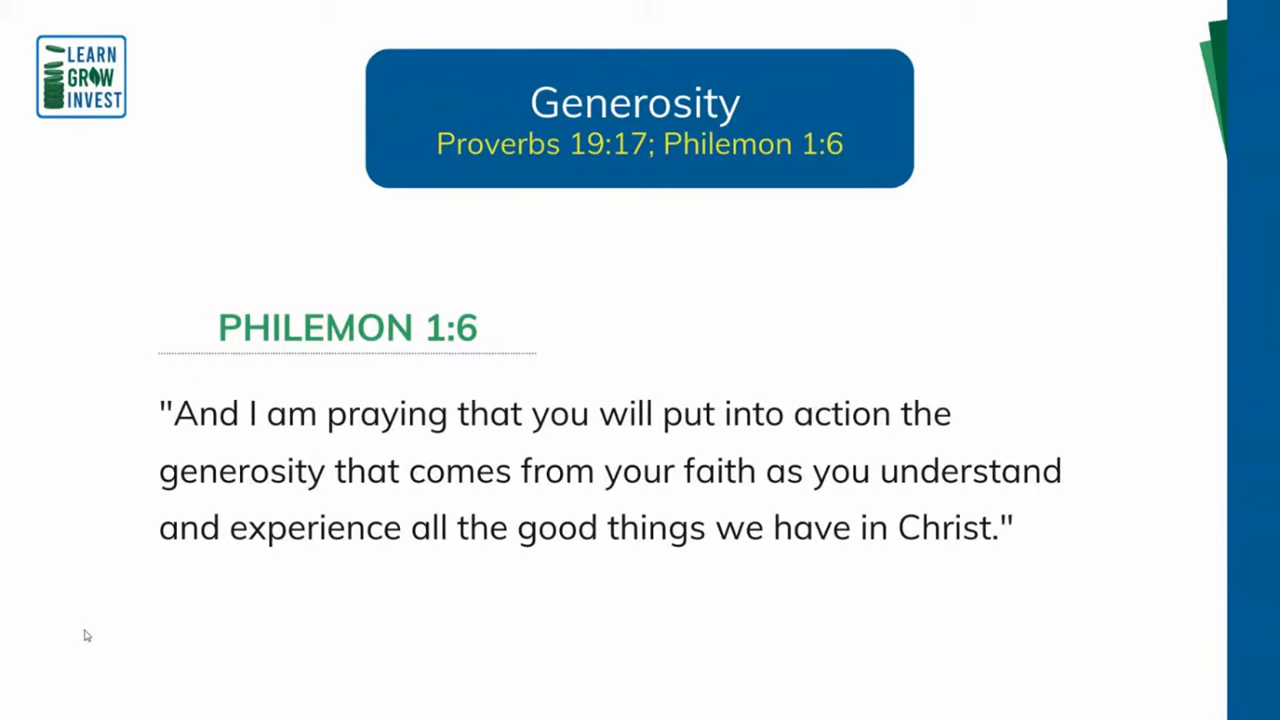 LEARN
GROW
INVEST
Generosity
Proverbs 19:17; Philemon 1:6
PHILEMON 1:6
"And I am praying that you will put into action the
generosity that comes from your faith as you understand
and experience all the good things we have in Christ."